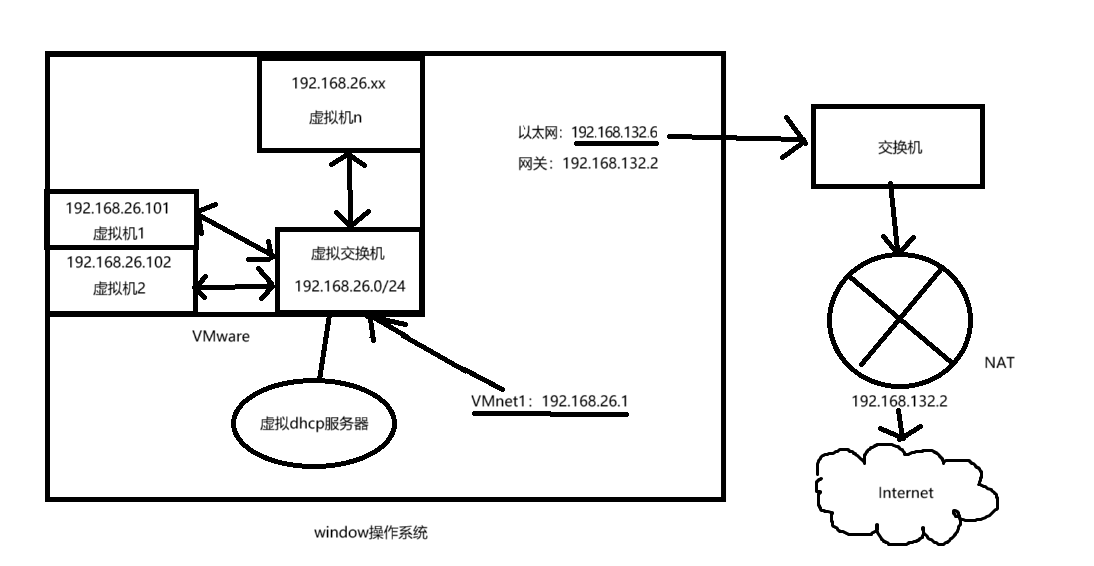 192.168.26.xx
虚拟机n
以太网：192.168.132.6
网关：192.168.132.2
交换机
192.168.26.101
虚拟机1
192.168.26.102
虚拟机2
虚拟交换机
192.168.26.0/24
VMware
NAT
192.168.132.2
VMnet1：192.168.26.1
虚拟dhcp服务器
Internet
window操作系统